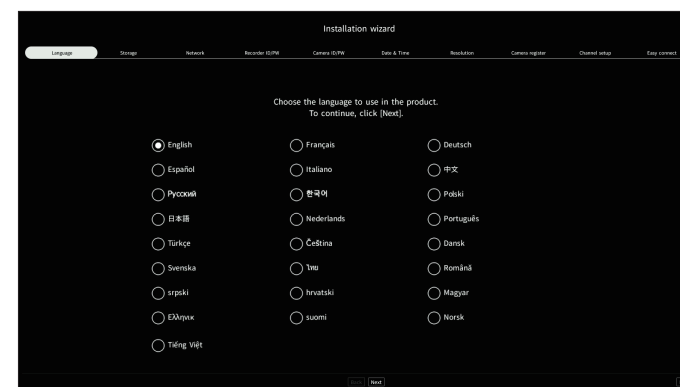 Installation wizard
Language Storage Network Recorder ID/PW Camera ID/PW Date & Time Resolution Camera register Channel setup Easy connect
Choose the language to use in the product.
To continue, click [Next].
English Français Deutsch
Español Italiano 中文
Русский 한국어 Polski
日本語 Nederlands Português
Türkçe Čeština Dansk
Svenska ไทย Română
srpski hrvatski Magyar
Ελληνικ suomi Norsk
Tiếng Việt
Next